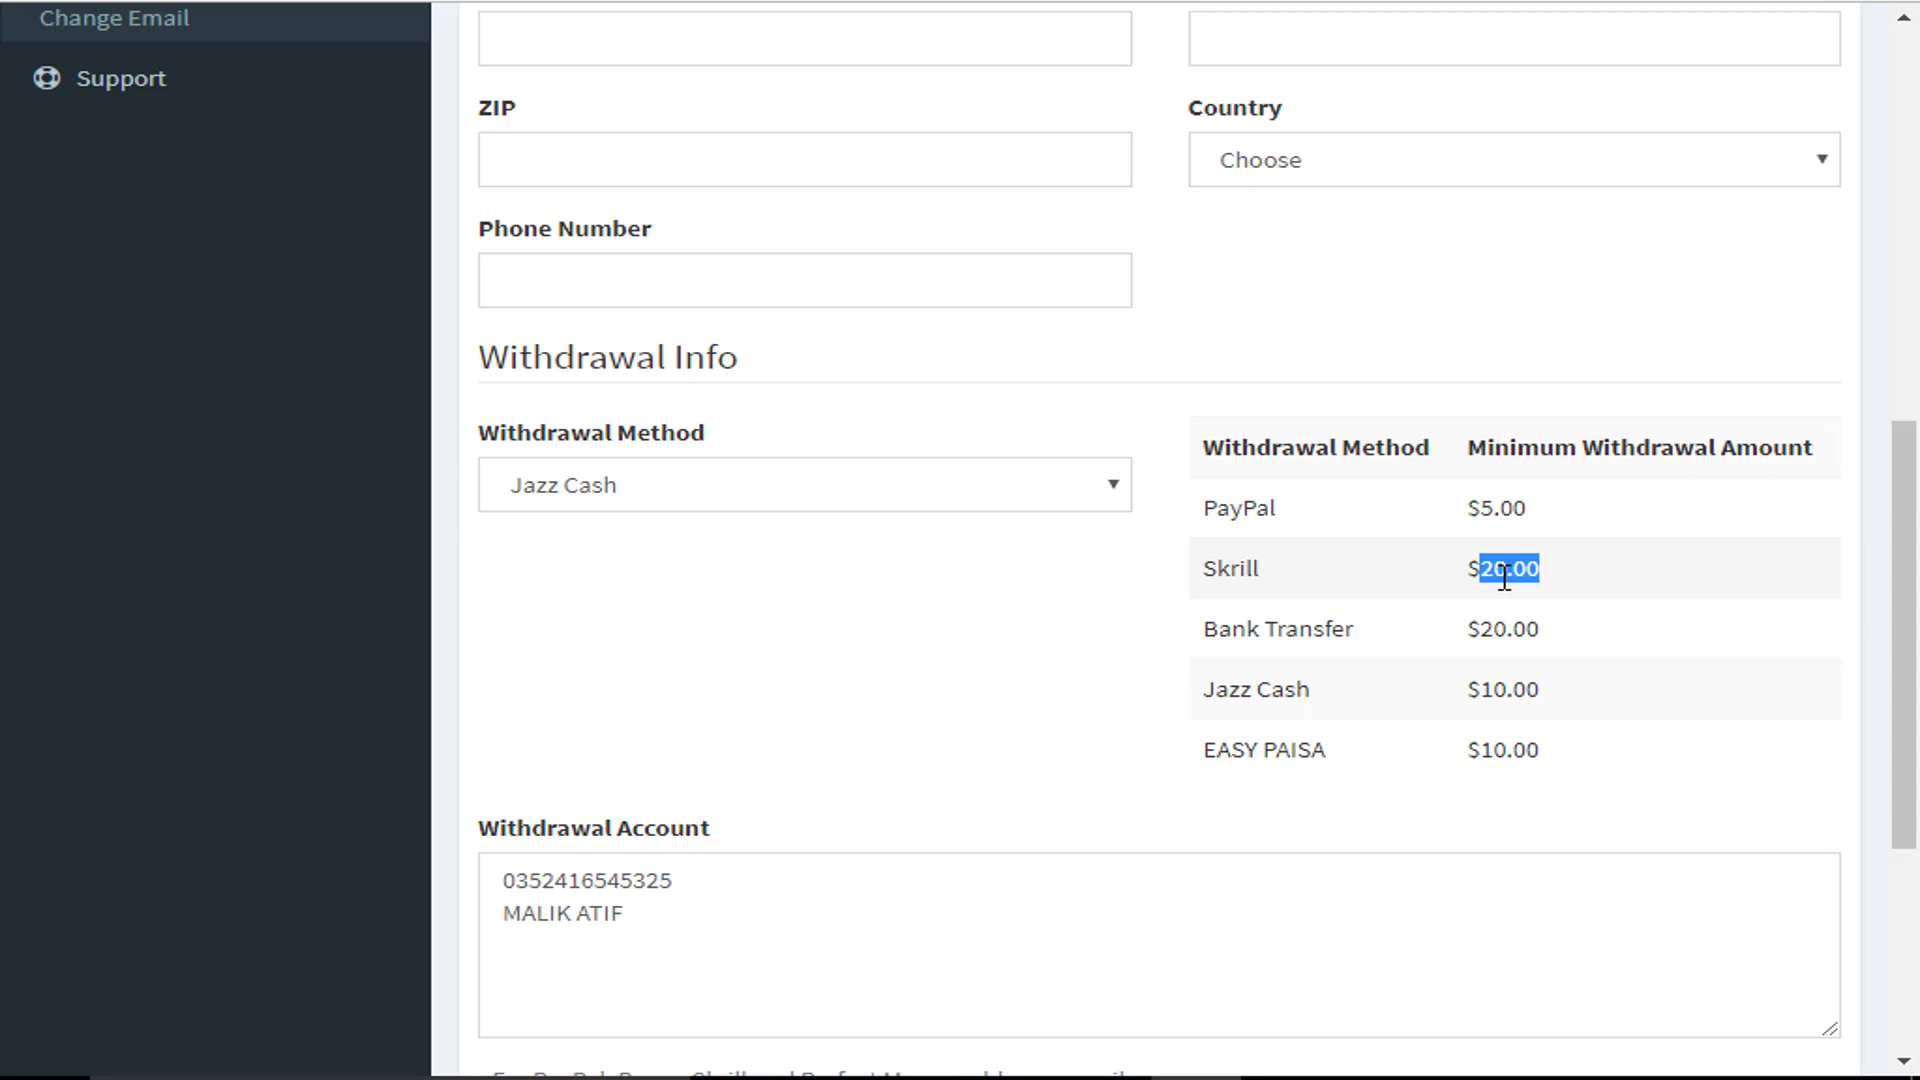 Change Email
Support
ZIP
Country
Choose
Phone Number
Withdrawal Info
Withdrawal Method
Jazz Cash
Withdrawal Method Minimum Withdrawal Amount
PayPal $5.00
Skrill $20.00
Bank Transfer $20.00
Jazz Cash $10.00
EASY PAISA $10.00
Withdrawal Account
0352416545325
MALIK ATIF